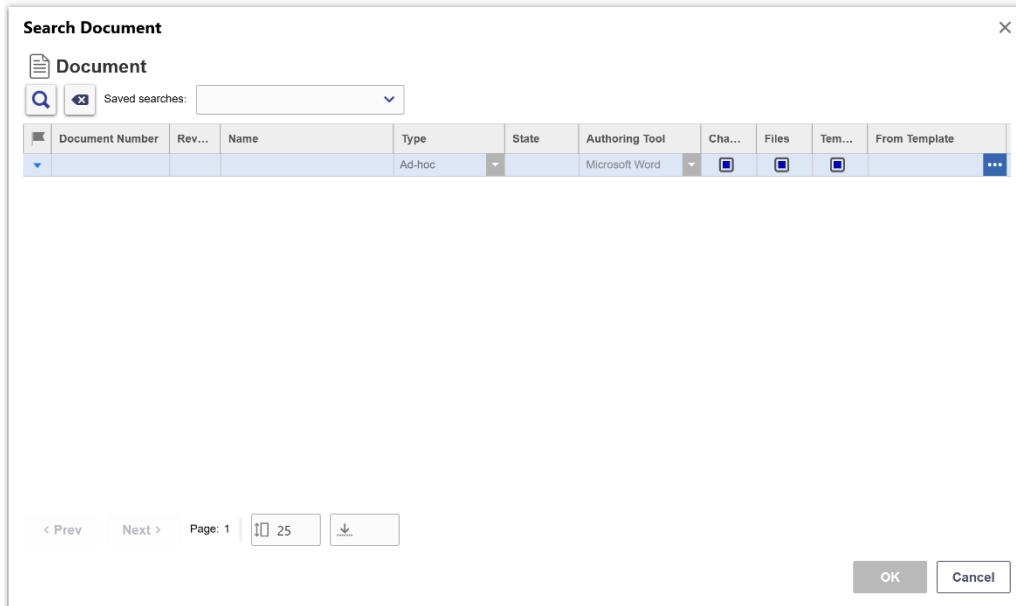 Search Document
Document
Saved searches:
Document Number Rev... Name Type State Authoring Tool Cha... Files Tem... From Template
Ad-hoc Microsoft Word
< Prev Next > Page: 1 25
OK Cancel